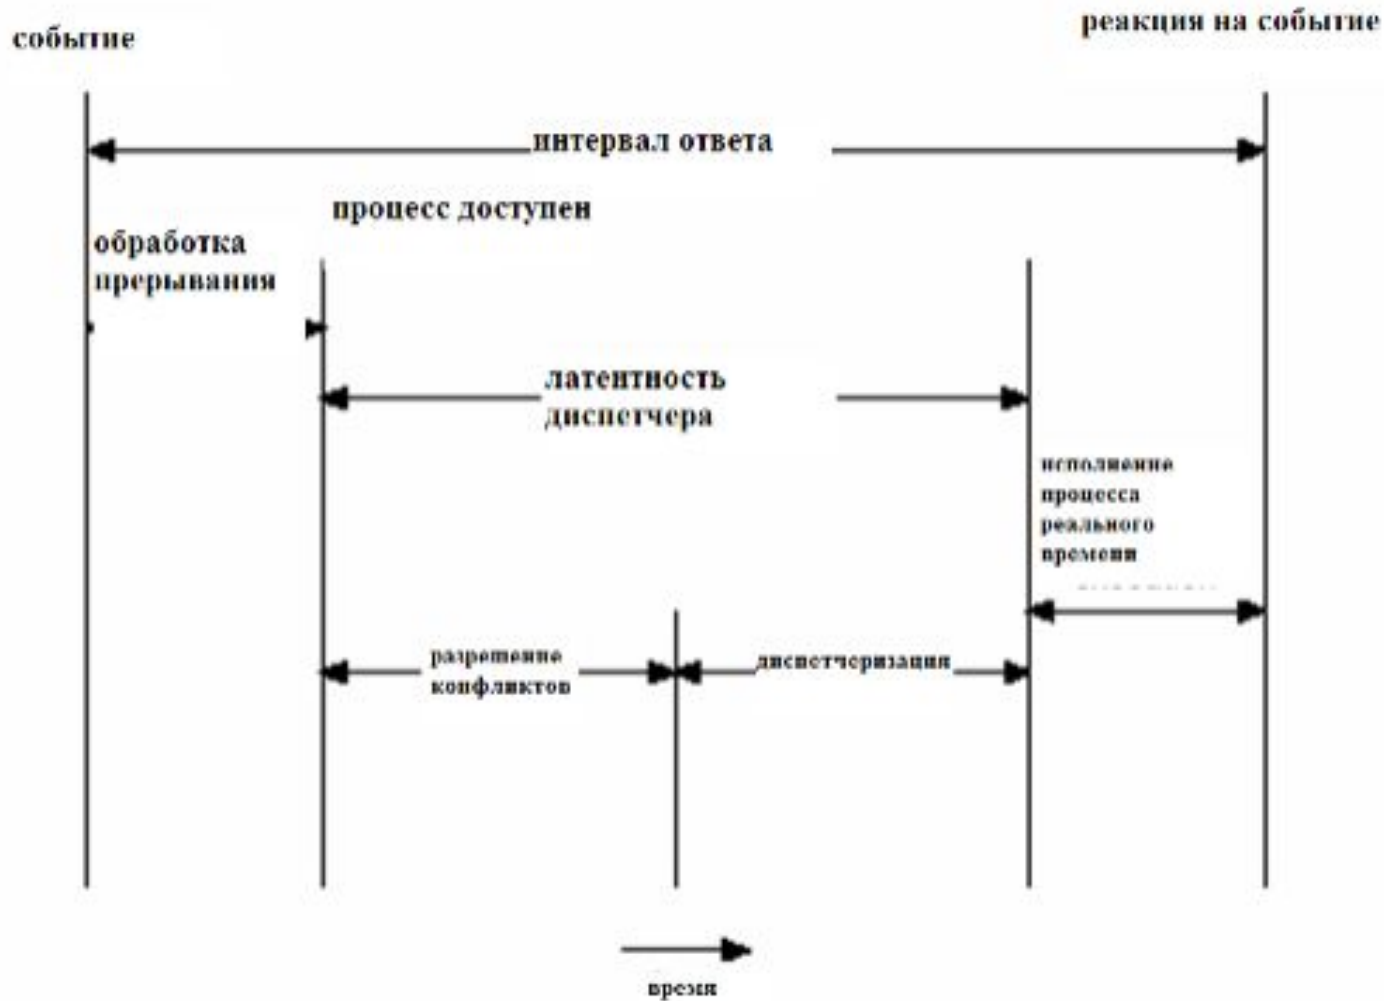 событие
реакция на событие
интервал ответа
процесс доступен
обработка
прерывания
латентность
диспетчера
исполнение
процесса
реального
времени
разрешение
конфликтов
диспетчеризация
время